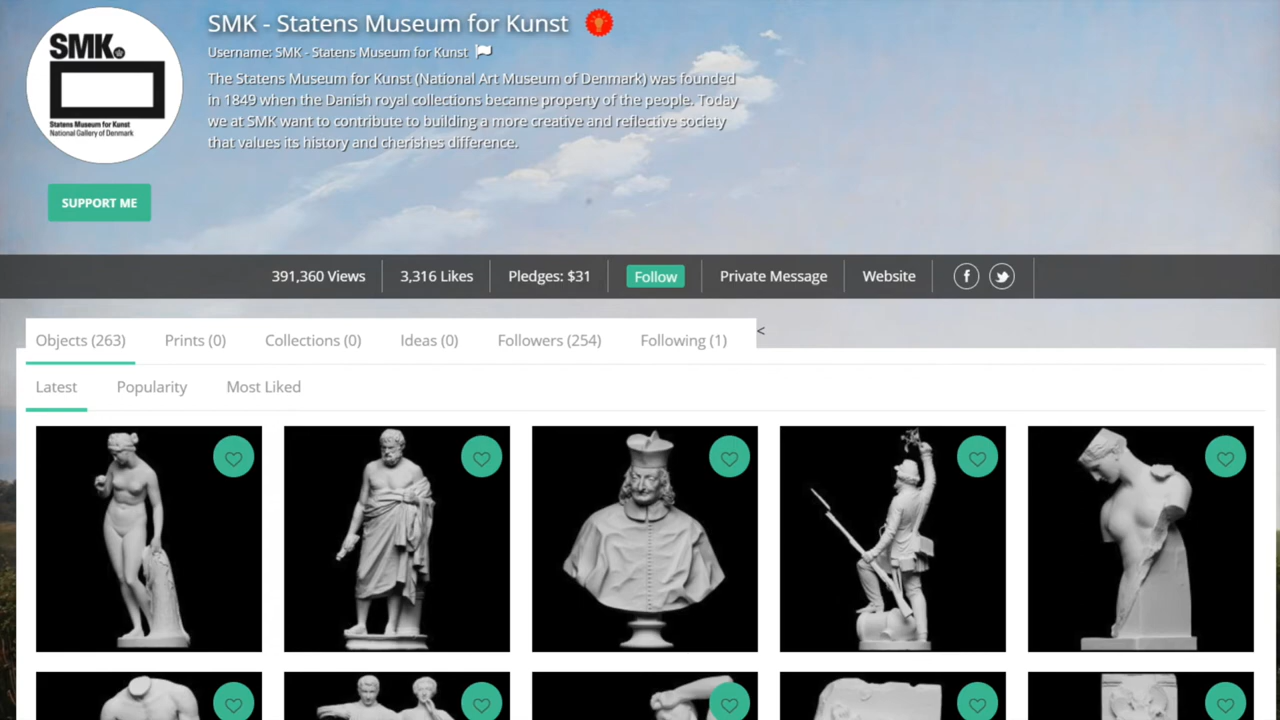 SMK - Statens Museum for Kunst
Username: SMK - Statens Museum for Kunst
The Statens Museum for Kunst (National Art Museum of Denmark) was founded
in 1849 when the Danish royal collections became property of the people. Today
we at SMK want to contribute to building a more creative and reflective society
that values its history and cherishes difference.
SMK
Statens Museum for Kunst
National Gallery of Denmark
SUPPORT ME
391,360 Views 3,316 Likes Pledges: $31 Follow Private Message Website
<
Objects (263) Prints (0) Collections (0) Ideas (0) Followers (254) Following (1)
Latest Popularity Most Liked